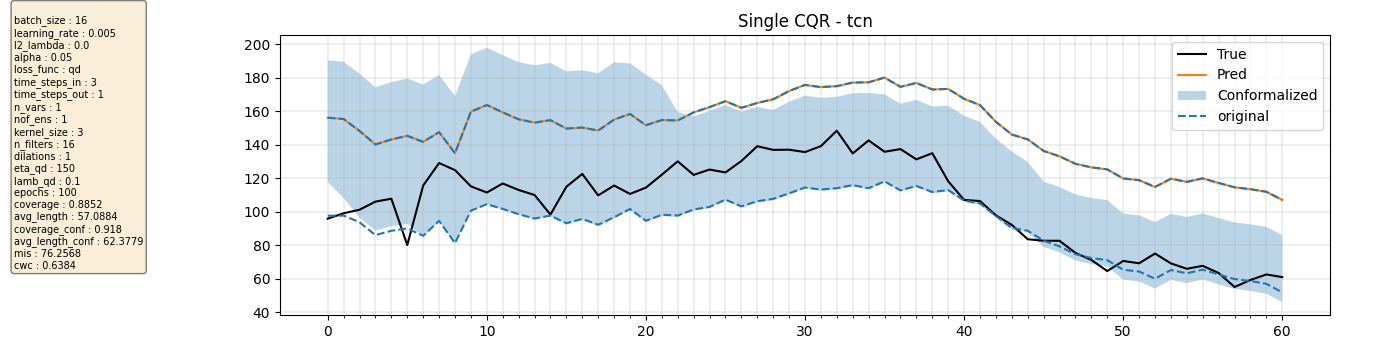 batch_size : 16
learning_rate : 0.005
l2_lambda : 0.0
alpha : 0.05
loss_func : qd
time_steps_in : 3
time_steps_out : 1
n_vars : 1
nof_ens : 1
kernel_size : 3
n_filters : 16
dilations : 1
eta_qd : 150
lamb_qd : 0.1
epochs : 100
coverage : 0.8852
avg_length : 57.0884
coverage_conf : 0.918
avg_length_conf : 62.3779
mis : 76.2568
cwc : 0.6384
Single CQR - tcn
200
180
160
140
120
100
80
60
40
0 10 20 30 40 50 60
True
Pred
Conformalized
original